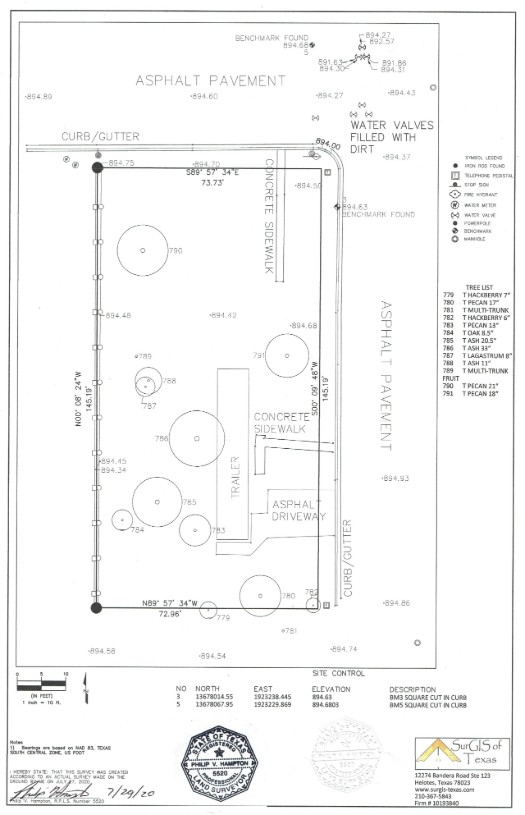 BENCHMARK FOUND
894.68
5
894.27
892.57
891.63
891.86
894.30
894.31
ASPHALT PAVEMENT
894.89
894.60
894.27
894.43
WATER VALVES
FILLED WITH
DIRT
CURB/GUTTER
894.00
894.37
894.75
894.70
S89° 57' 34"E
73.73'
894.50
CONCRETE SIDEWALK
3
894.63
BENCHMARK FOUND
SYMBOL LEGEND
IRON ROD FOUND
TELEPHONE PEDISTAL
STOP SIGN
FIRE HYDRANT
WATER METER
WATER VALVE
POWERPOLE
BENCHMARK
MANHOLE
790
894.48
894.42
894.68
TREE LIST
779 T HACKBERRY 7"
780 T PECAN 17"
781 T MULTI-TRUNK
782 T HACKBERRY 6"
783 T PECAN 13"
784 T OAK 8.5"
785 T ASH 20.5"
786 T ASH 33"
787 T LAGASTRUM 8"
788 T ASH 11"
789 T MULTI-TRUNK
FRUIT
790 T PECAN 21"
791 T PECAN 18"
789
791
788
787
N00° 08' 24"W
145.19'
S00° 09' 48"W
145.19'
ASPHALT PAVEMENT
CONCRETE
SIDEWALK
786
894.45
894.34
TRAILER
894.93
785
784
783
ASPHAL
DRIVEWAY
CURB/GUTTER
N89° 57' 34"W
72.96'
779
780
782
894.86
781
894.58
894.54
894.74
SITE CONTROL
0 5 10
(IN FEET)
1 inch = 10 ft.
NO NORTH EAST ELEVATION DESCRIPTION
3 13678014.55 1923238.445 894.63 BM3 SQUARE CUT IN CURB
5 13678067.95 1923229.869 894.6803 BM5 SQUARE CUT IN CURB
Notes
1) Bearings are based on NAD 83, TEXAS
SOUTH CENTRAL ZONE, US FOOT
I HEREBY STATE: THAT THIS SURVEY WAS CREATED
ACCORDING TO AN ACTUAL SURVEY MADE ON THE
7/29/20
Philip V. Hampton, R.P.L.S. Number 5520
STATE OF TEXAS
REGISTERED
PHILIP V. HAMPTON
5520
PROFESSIONAL
LAND SURVEYOR
SurGIS of
Texas
12274 Bandera Road Ste 123
Helotes, Texas 78023
www.surgis-texas.com
210-367-5843
Firm # 10193840